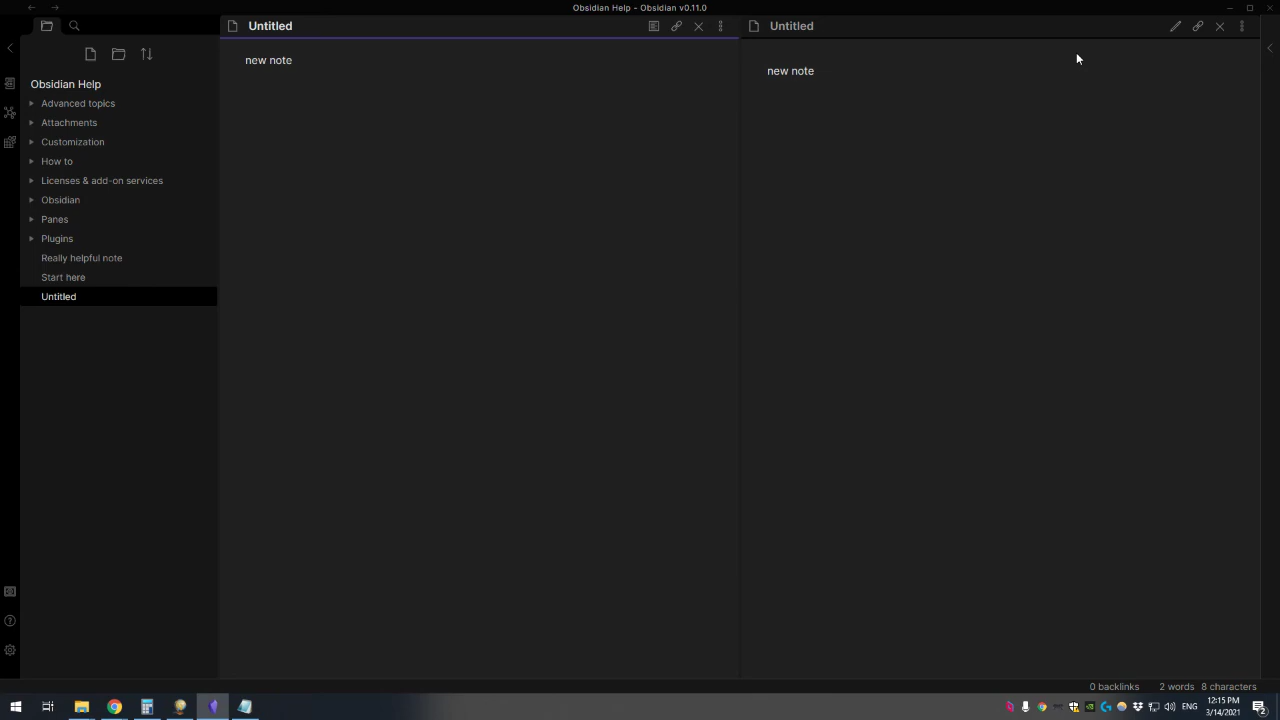 Obsidian Help - Obsidian v0.11.0
Untitled
Untitled
new note
new note
Obsidian Help
Advanced topics
Attachments
Customization
How to
Licenses & add-on services
Obsidian
Panes
Plugins
Really helpful note
Start here
Untitled
0 backlinks 2 words 8 characters
ENG
12:15 PM
3/14/2021
2